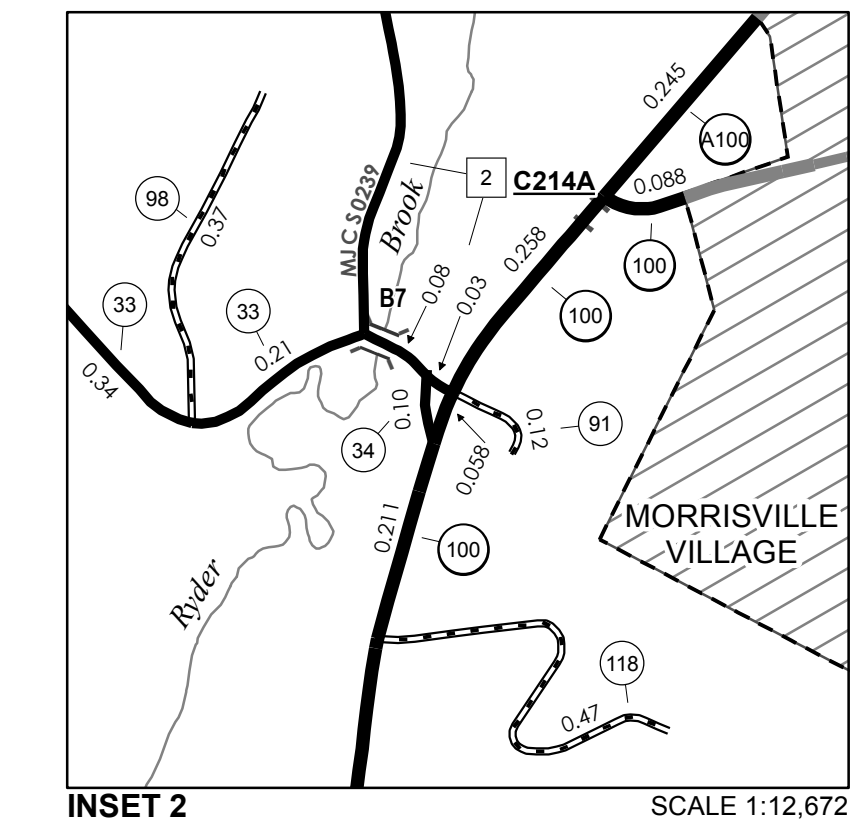 0.245
A100
2
C214A
0.088
98
0.37
MJC S0239
Brook
0.258
100
B7
0.08
0.03
100
33
33
0.21
0.34
0.10
34
0.12
91
0.058
0.211
100
MORRISVILLE
VILLAGE
Ryder
118
0.47
INSET 2
SCALE 1:12,672